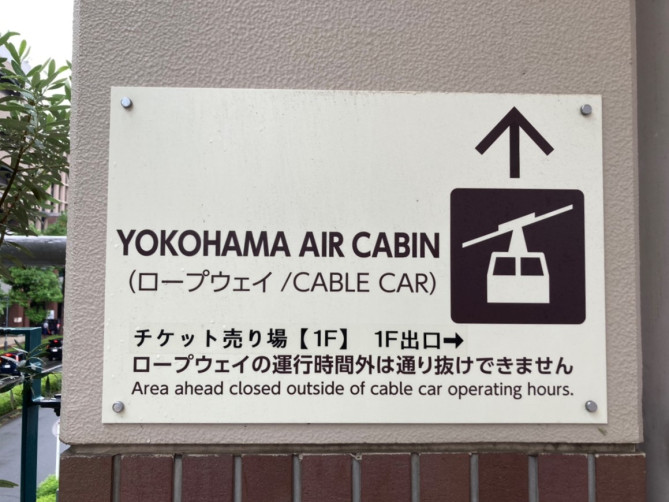 YOKOHAMA AIR CABIN
(ロープウェイ /CABLE CAR)
チケット売り場【1F】 1F出口➡
ロープウェイの運行時間外は通り抜けできません
Area ahead closed outside of cable car operating hours.